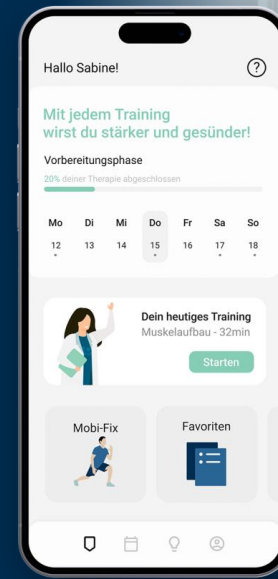 Hallo Sabine!
?
Mit jedem Training
wirst du stärker und gesünder!
Vorbereitungsphase
20% deiner Therapie abgeschlossen
Mo Di Mi Do Fr Sa So
12 13 14 15 16 17 18
Dein heutiges Training
Muskelaufbau - 32min
Starten
Mobi-Fix
Favoriten